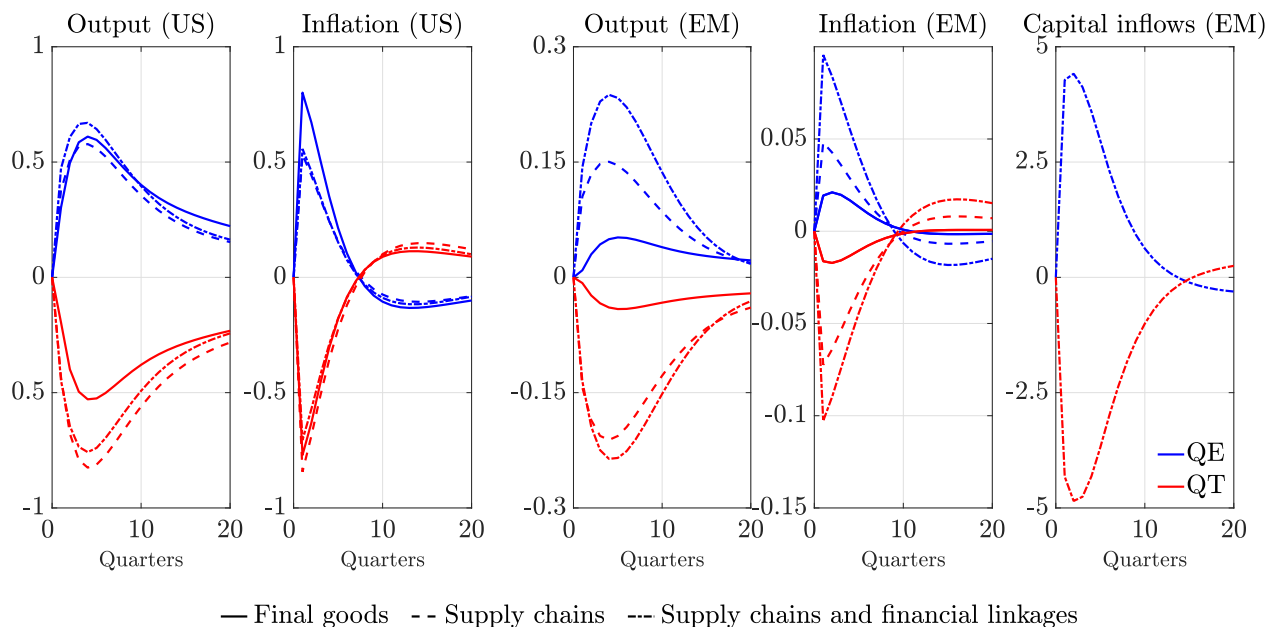 Output (US)
Inflation (US)
Output (EM)
Inflation (EM)
Capital inflows (EM)
1
0.5
0
0.5
-1
0
10
20
Quarters
1
0.5
0
-0.5
-1
0
10
20
Quarters
0.3
0.15
0
-0.15
-0.3
0
10
20
Quarters
0.05
0
-0.05
-0.1
-0.15
0
10
20
Quarters
5
2.5
0
-2.5
-5
0
10
20
Quarters
QE
QT
Final goods
Supply chains
Supply chains and financial linkages